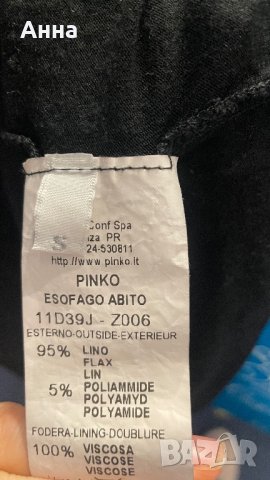 Анна
S
Conf Spa
za PR
24-530811
http://www.pinko.it
PINKO
ESOFAGO ABITO
11D39J - Z006
ESTERNO-OUTSIDE-EXTERIEUR
95% LINO
FLAX
LIN
5% POLIAMMIDE
POLYAMYD
POLYAMIDE
FODERA-LINING-DOUBLURE
100% VISCOSA
VISCOSE
VISCOSE
BAZAR